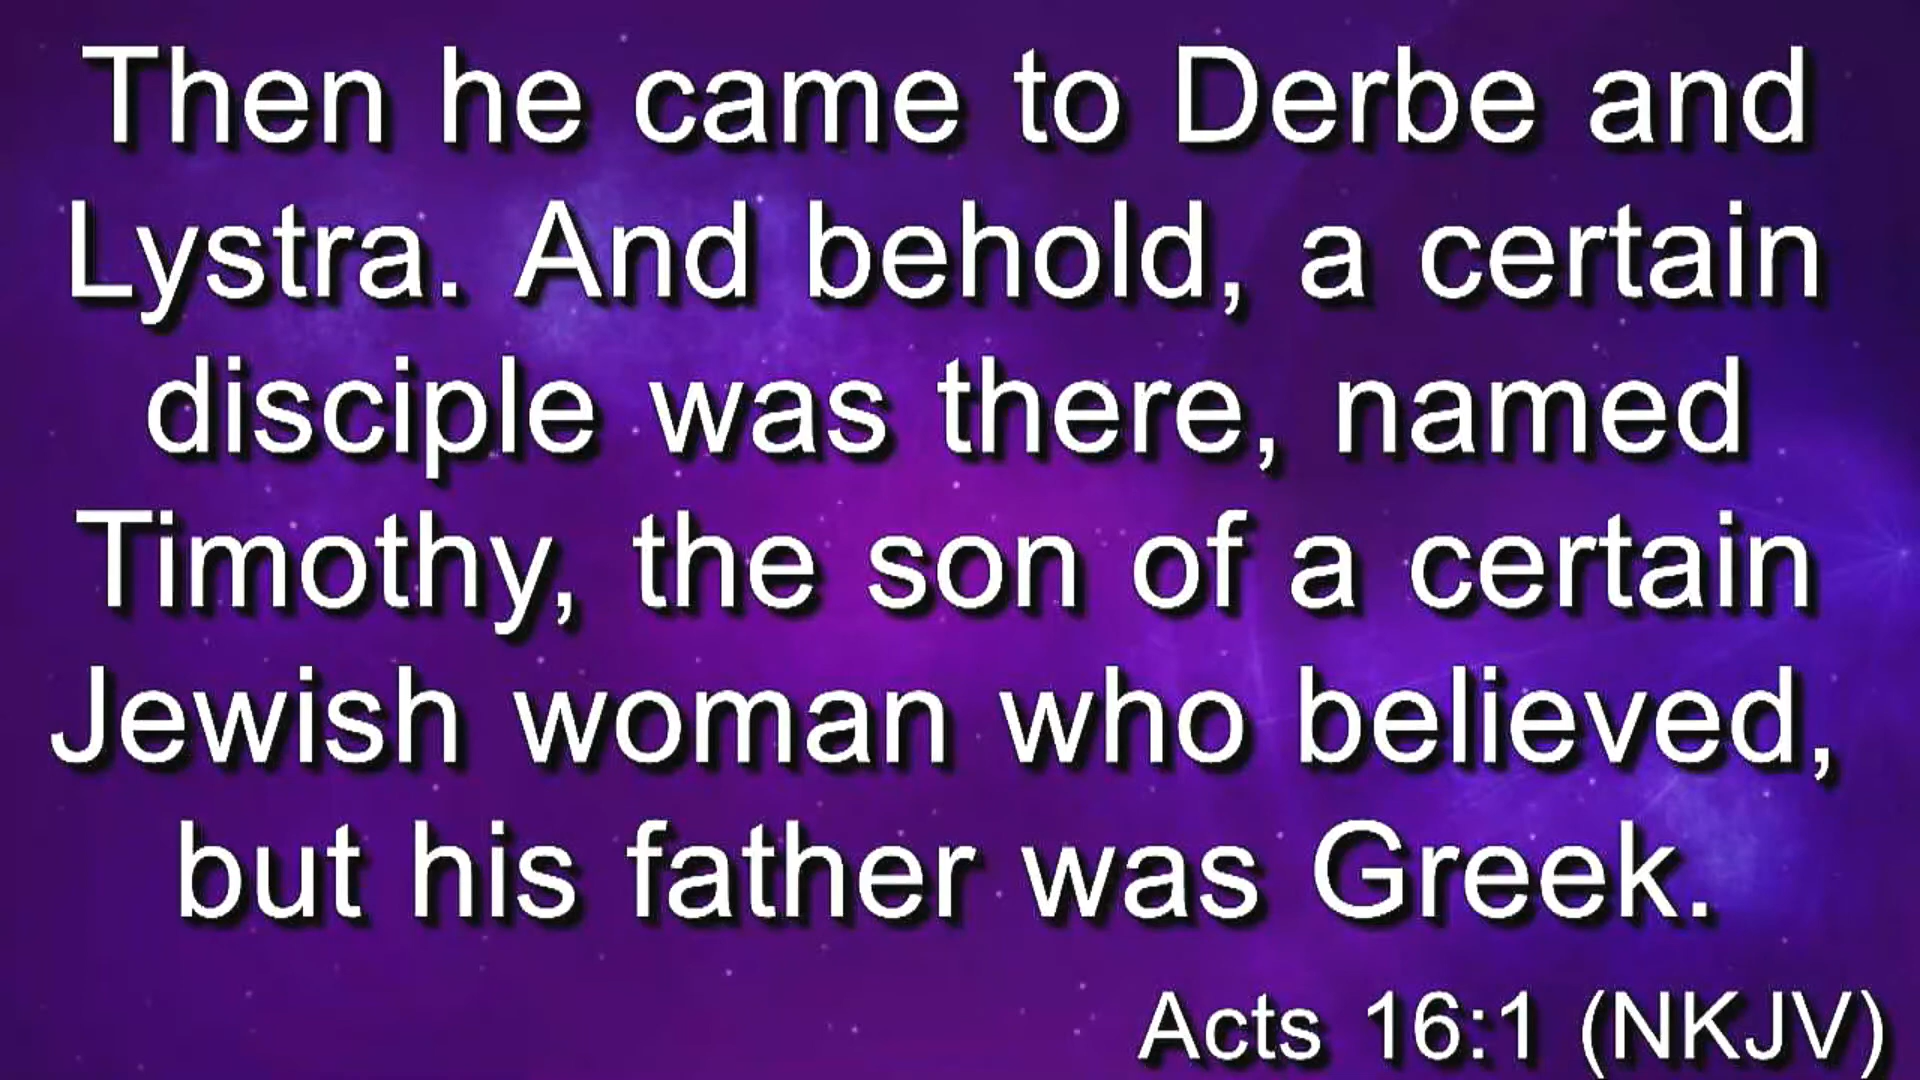 Then he came to Derbe and
Lystra. And behold, a certain
disciple was there, named
Timothy, the son of a certain
Jewish woman who believed,
but his father was Greek.
Acts 16:1 (NKJV)